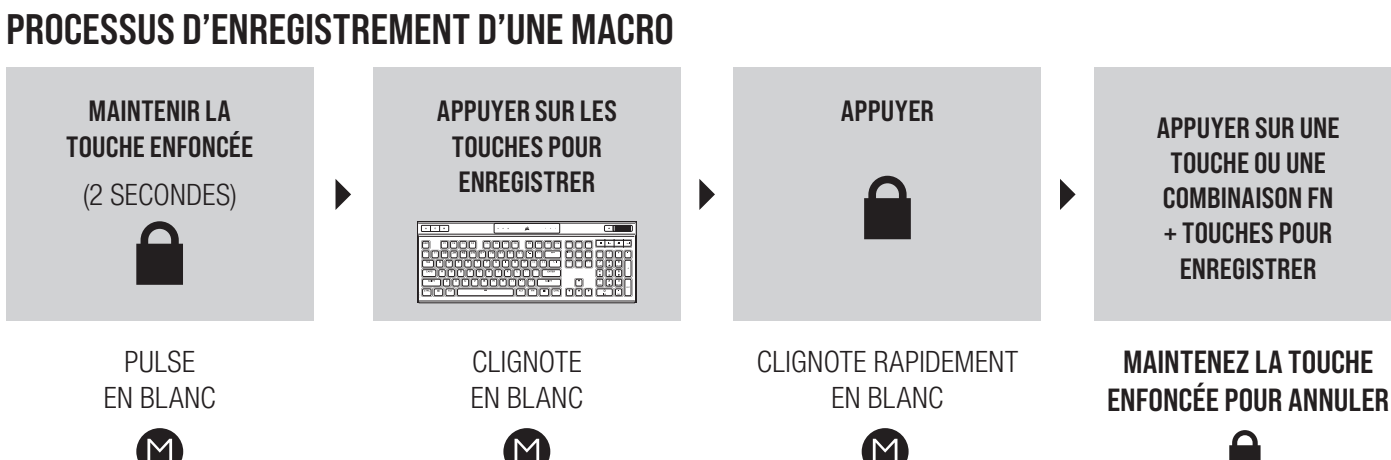 PROCESSUS D'ENREGISTREMENT D'UNE MACRO
MAINTENIR LA
TOUCHE ENFONCÉE
(2 SECONDES)
APPUYER SUR LES
TOUCHES POUR
ENREGISTRER
APPUYER
APPUYER SUR UNE
TOUCHE OU UNE
COMBINAISON FN
+ TOUCHES POUR
ENREGISTRER
PULSE
EN BLANC
M
CLIGNOTE
EN BLANC
M
CLIGNOTE RAPIDEMENT
EN BLANC
M
MAINTENEZ LA TOUCHE
ENFONCÉE POUR ANNULER